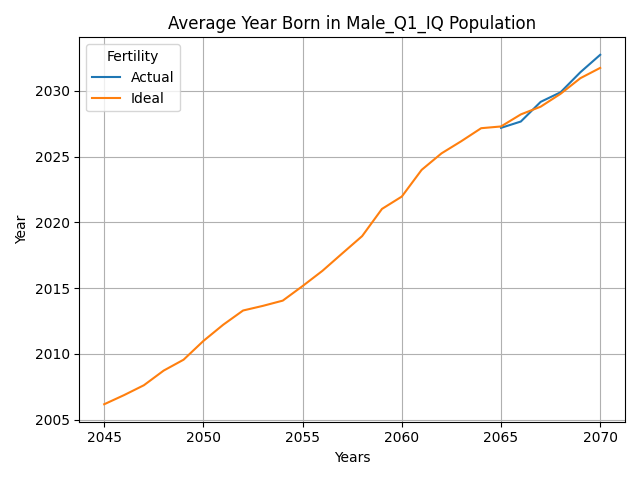 Average Year Born in Male_Q1_IQ Population
Fertility
Actual
Ideal
Year
2030
2025
2020
2015
2010
2005
2045 2050 2055 2060 2065 2070
Years